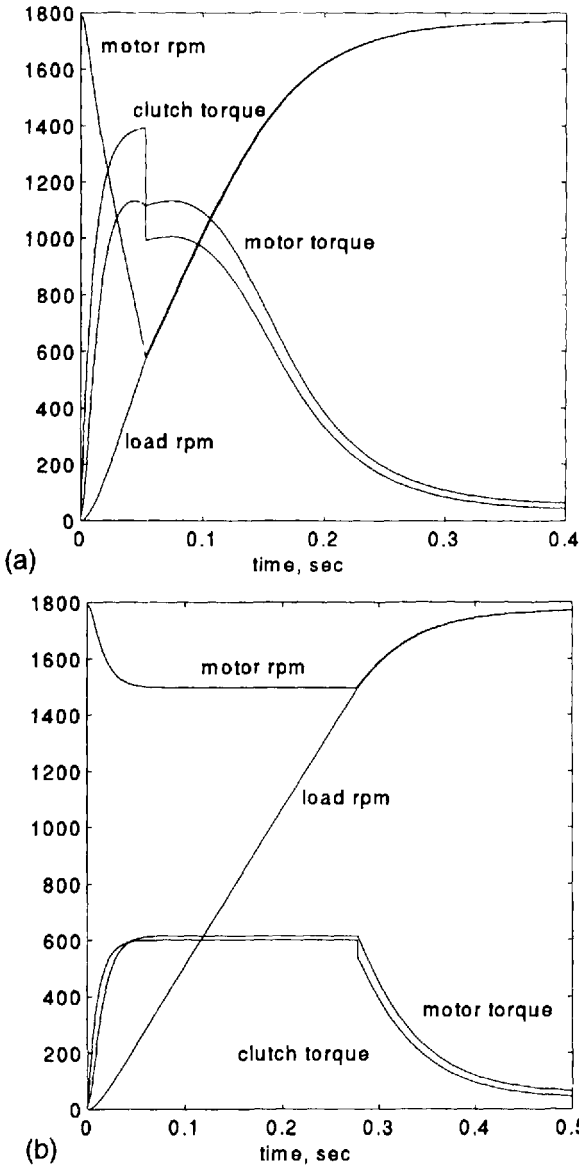 1800
motor rpm
1600
clutch torque
1400
1200
motor torque
1000
800
600
400
load rpm
200
0
0 0.1 0.2 0.3 0.4
(a)
time, sec
1800
motor rpm
1600
1400
1200
load rpm
1000
800
600
400
motor torque
200
clutch torque
0
0 0.1 0.2 0.3 0.4 0.5
(b)
time, sec